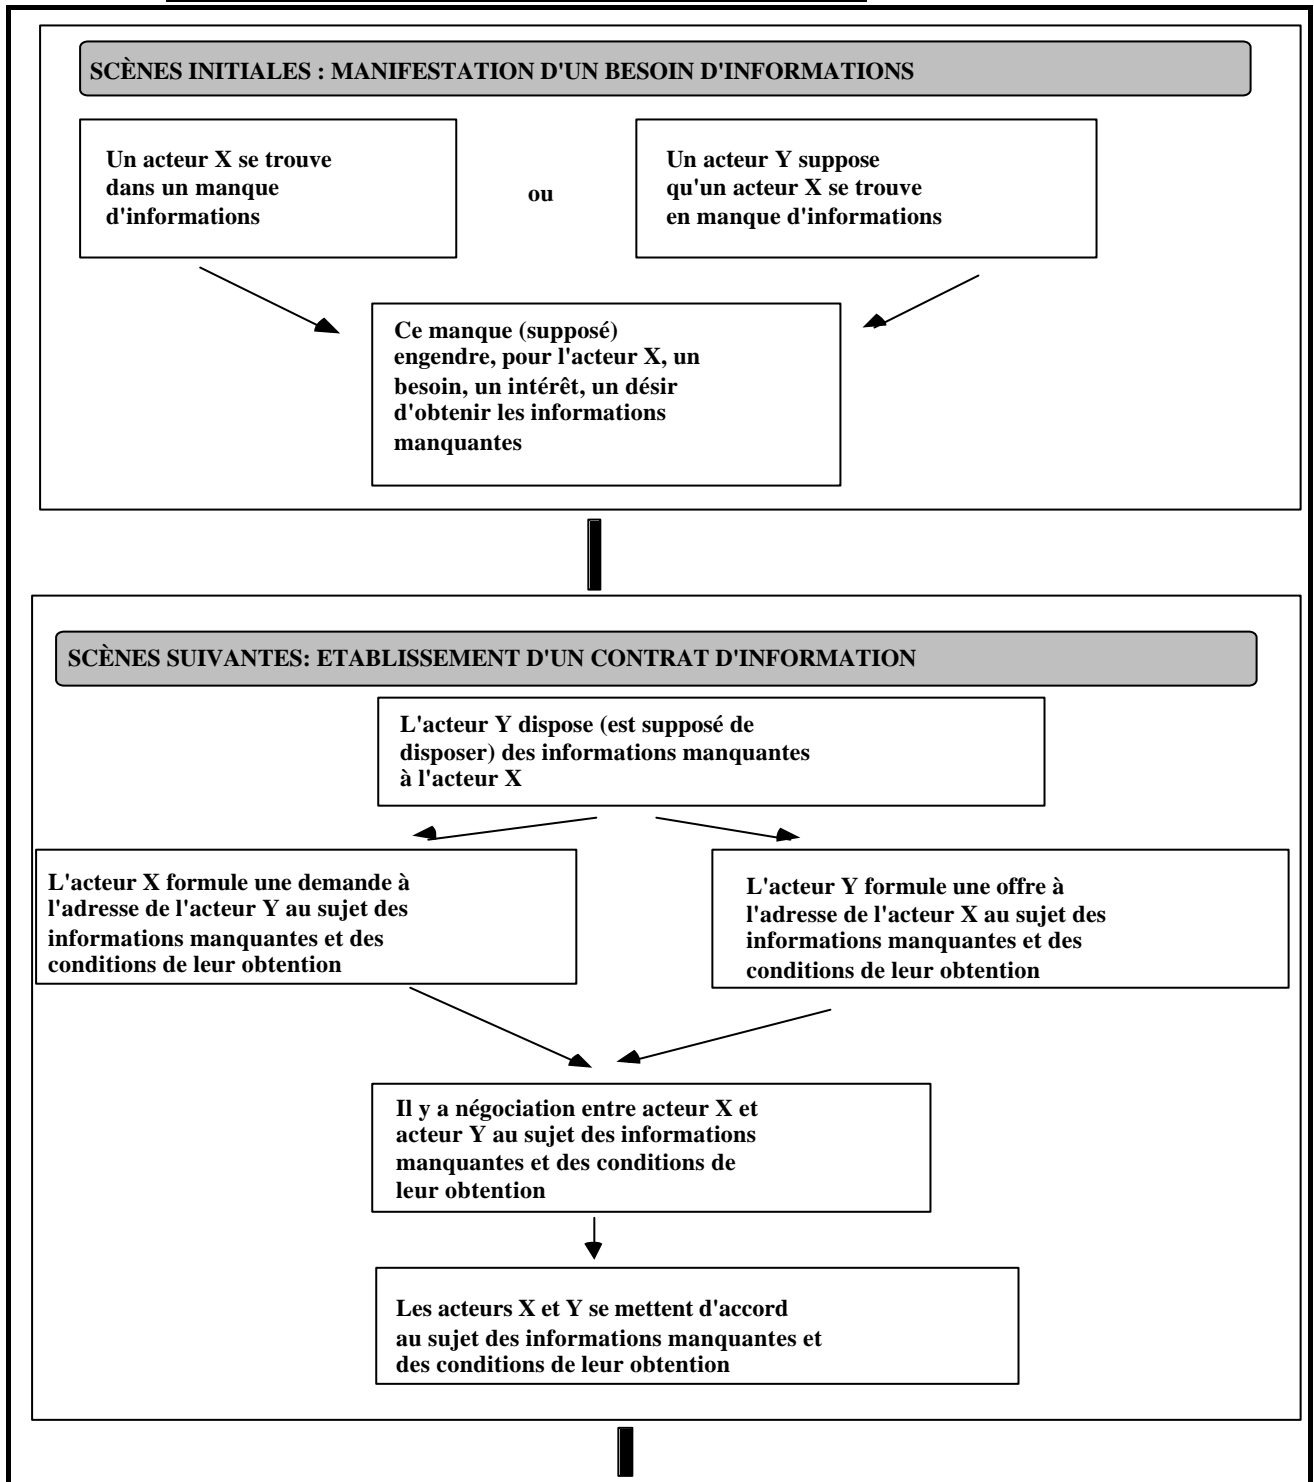 SCÈNES INITIALES : MANIFESTATION D'UN BESOIN D'INFORMATIONS
Un acteur X se trouve
dans un manque
d'informations
ou
Un acteur Y suppose
qu'un acteur X se trouve
en manque d'informations
Ce manque (supposé)
engendre, pour l'acteur X, un
besoin, un intérêt, un désir
d'obtenir les informations
manquantes
SCÈNES SUIVANTES: ETABLISSEMENT D'UN CONTRAT D'INFORMATION
L'acteur Y dispose (est supposé de
disposer) des informations manquantes
à l'acteur X
L'acteur X formule une demande à
l'adresse de l'acteur Y au sujet des
informations manquantes et des
conditions de leur obtention
L'acteur Y formule une offre à
l'adresse de l'acteur X au sujet des
informations manquantes et des
conditions de leur obtention
Il y a négociation entre acteur X et
acteur Y au sujet des informations
manquantes et des conditions de
leur obtention
Les acteurs X et Y se mettent d'accord
au sujet des informations manquantes et
des conditions de leur obtention